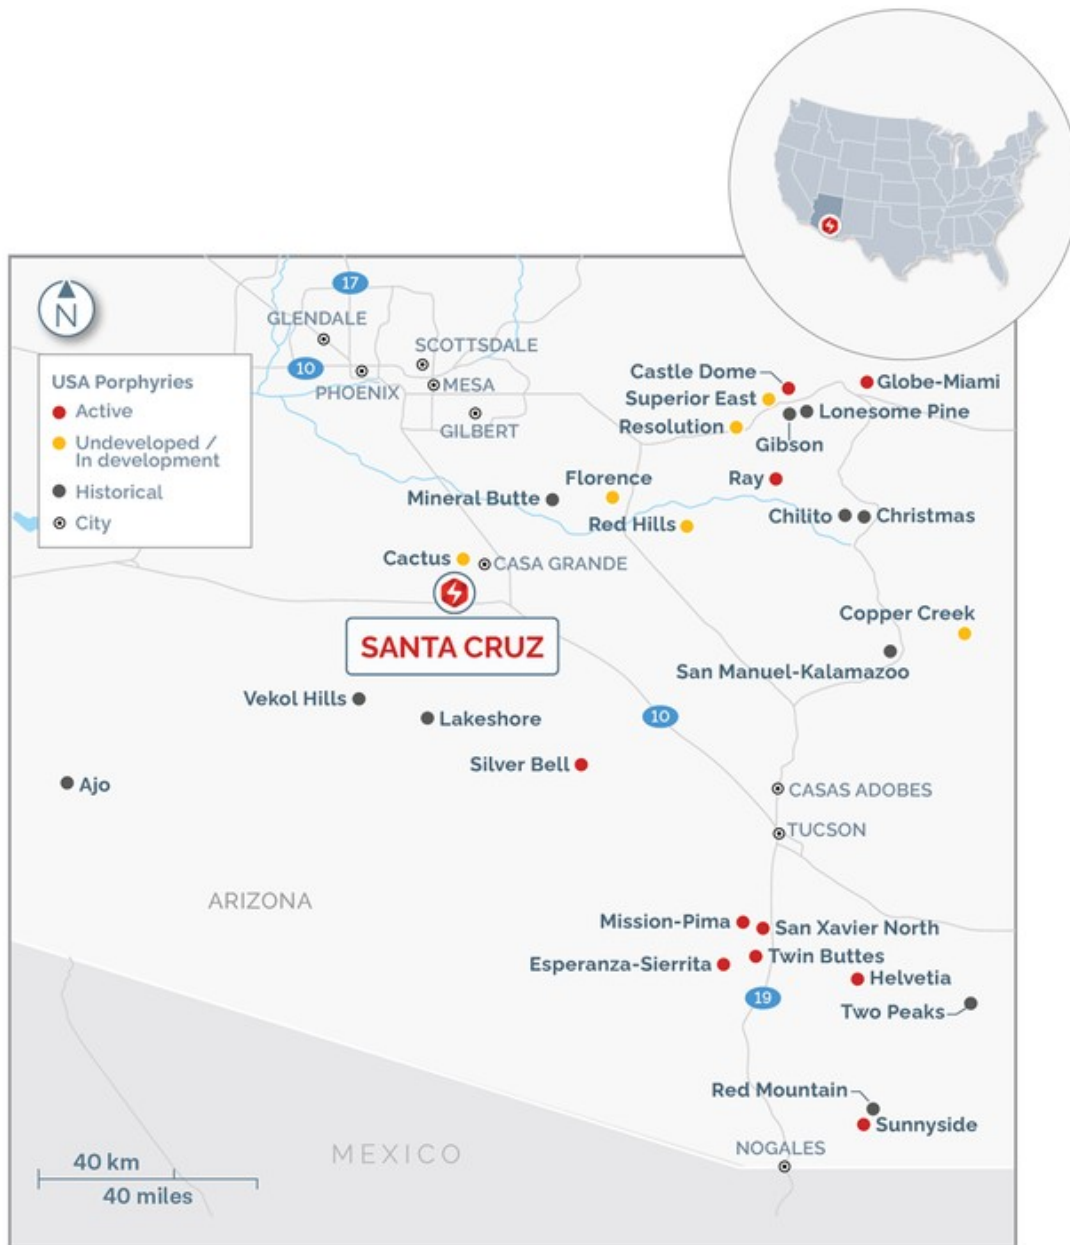 N
USA Porphyries
Active
Undeveloped /
In development
Historical
City
17
GLENDALE
10
PHOENIX
SCOTTSDALE
MESA
GILBERT
Castle Dome
Globe-Miami
Superior East
Lonesome Pine
Resolution
Gibson
Florence
Ray
Mineral Butte
Red Hills
Chilito
Christmas
Cactus
CASA GRANDE
SANTA CRUZ
Copper Creek
San Manuel-Kalamazoo
Vekol Hills
Lakeshore
10
Silver Bell
Ajo
CASAS ADOBES
TUCSON
ARIZONA
Mission-Pima
San Xavier North
Twin Buttes
Esperanza-Sierrita
Helvetia
19
Two Peaks
Red Mountain
Sunnyside
NOGALES
MEXICO
40 km
40 miles